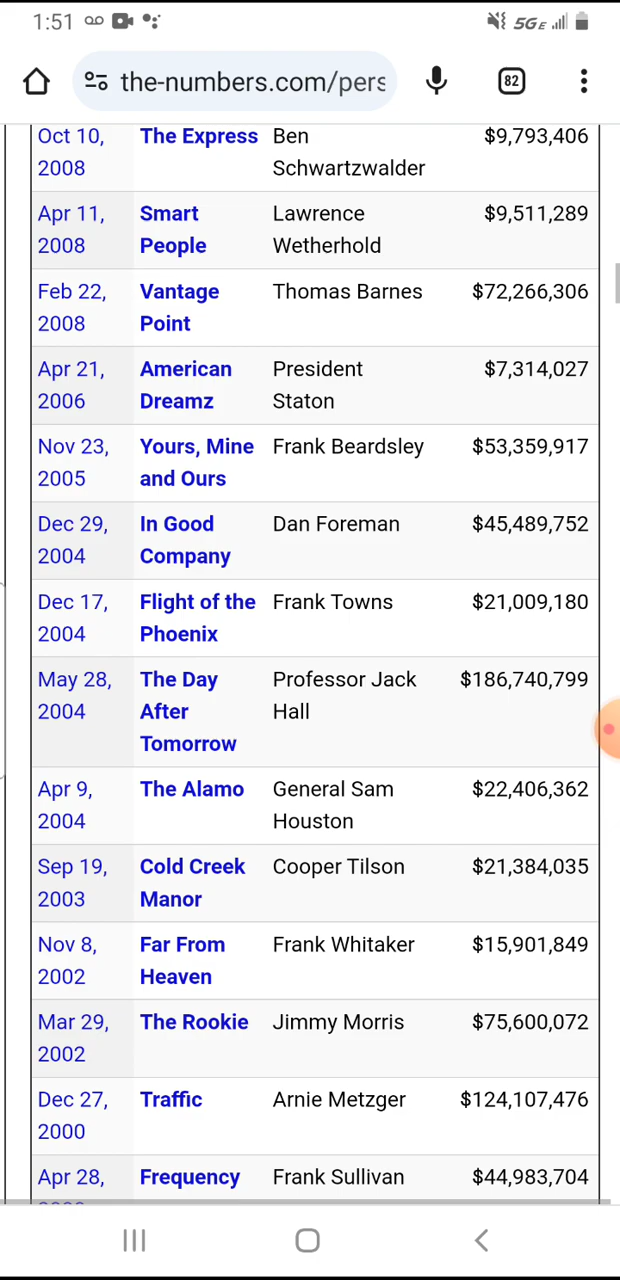 1:51
5GE
the-numbers.com/pers
82
Oct 10, The Express Ben $9,793,406
2008 Schwartzwalder
Apr 11, Smart Lawrence $9,511,289
2008 People Wetherhold
Feb 22, Vantage Thomas Barnes $72,266,306
2008 Point
Apr 21, American President $7,314,027
2006 Dreamz Staton
Nov 23, Yours, Mine Frank Beardsley $53,359,917
2005 and Ours
Dec 29, In Good Dan Foreman $45,489,752
2004 Company
Dec 17, Flight of the Frank Towns $21,009,180
2004 Phoenix
May 28, The Day Professor Jack $186,740,799
2004 After Hall
Tomorrow
Apr 9, The Alamo General Sam $22,406,362
2004 Houston
Sep 19, Cold Creek Cooper Tilson $21,384,035
2003 Manor
Nov 8, Far From Frank Whitaker $15,901,849
2002 Heaven
Mar 29, The Rookie Jimmy Morris $75,600,072
2002
Dec 27, Traffic Arnie Metzger $124,107,476
2000
Apr 28, Frequency Frank Sullivan $44,983,704